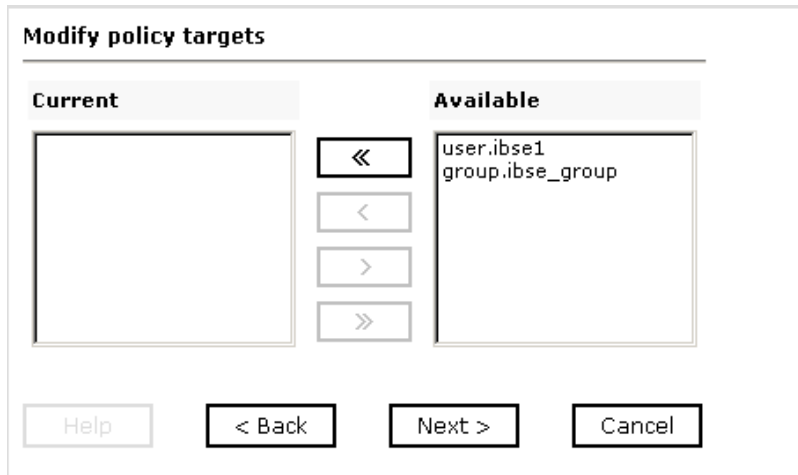 Modify policy targets
Current
Available
<<
user.ibse1
group.ibse_group
<
>
>>
Help
< Back
Next >
Cancel